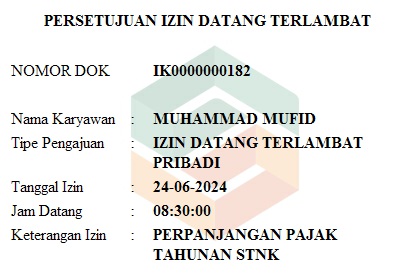 PERSETUJUAN IZIN DATANG TERLAMBAT
NOMOR DOK IK0000000182
Nama Karyawan : MUHAMMAD MUFID
Tipe Pengajuan : IZIN DATANG TERLAMBAT
PRIBADI
Tanggal Izin : 24-06-2024
Jam Datang : 08:30:00
Keterangan Izin : PERPANJANGAN PAJAK
TAHUNAN STNK